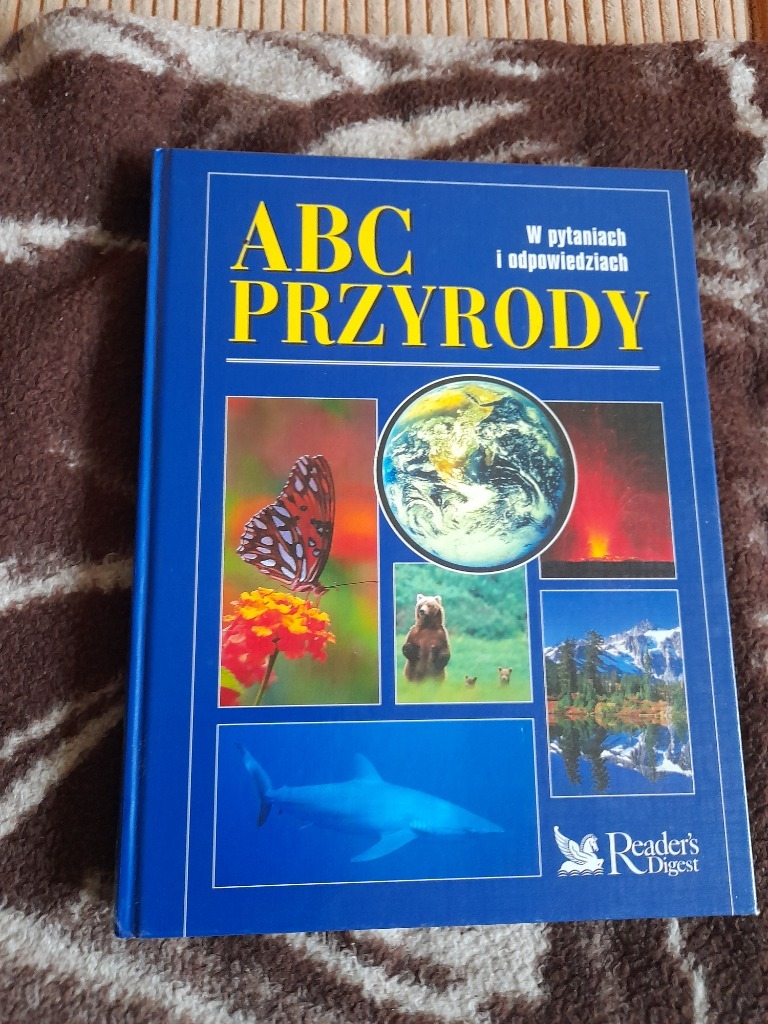 ABC
PRZYRODY
W pytaniach
i odpowiedziach
Reader's
Digest